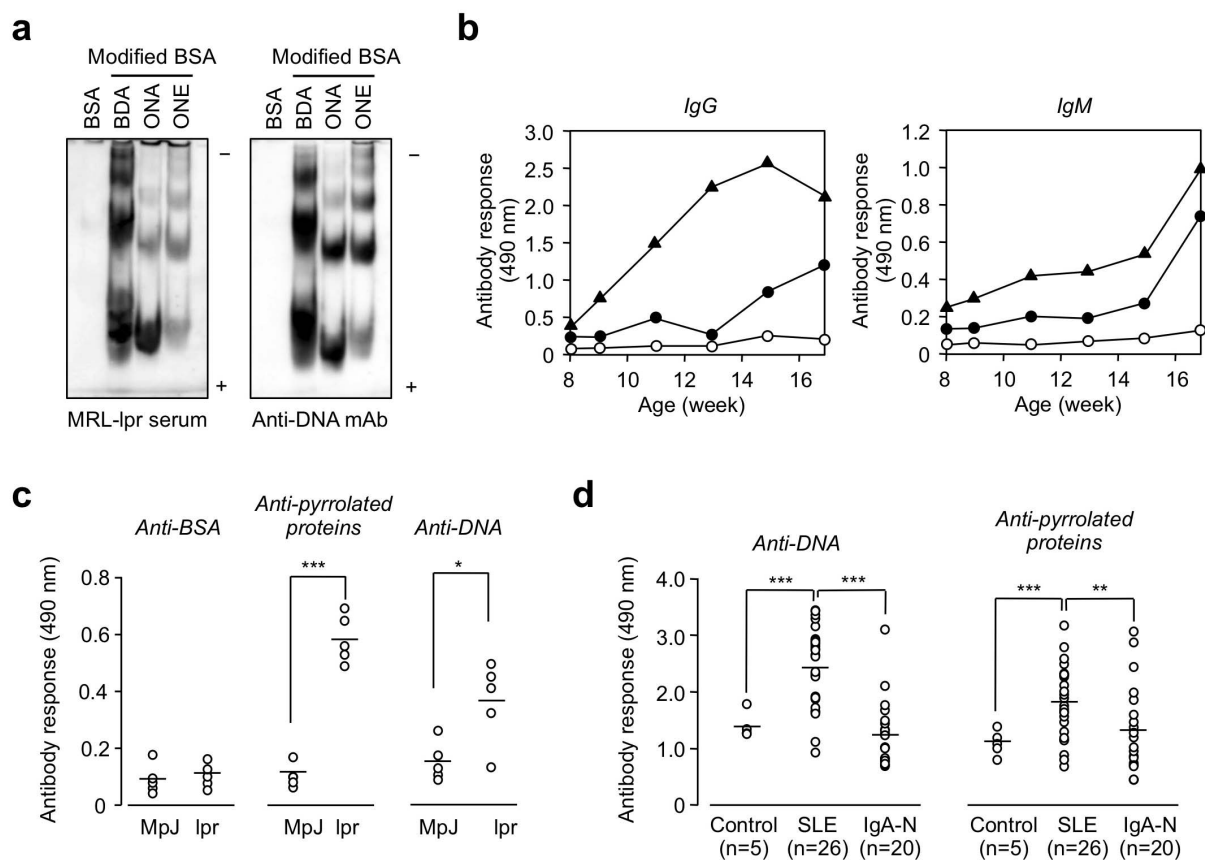 a
Modified BSA
BSA
BDA
ONA
ONE
–
+
MRL-lpr serum
Modified BSA
BSA
BDA
ONA
ONE
–
+
Anti-DNA mAb
b
IgG
Antibody response
(490 nm)
3.0
2.5
2.0
1.5
1.0
0.5
0
8 10 12 14 16
Age (week)
IgM
Antibody response
(490 nm)
1.2
1.0
0.8
0.6
0.4
0.2
0
8 10 12 14 16
Age (week)
c
Antibody response (490 nm)
0.8
0.6
0.4
0.2
0
Anti-BSA
MpJ lpr
Anti-pyrrolated
proteins
***
MpJ lpr
Anti-DNA
*
MpJ lpr
d
Antibody response (490 nm)
4.0
3.0
2.0
1.0
0
Anti-DNA
*** ***
Control SLE IgA-N
(n=5) (n=26) (n=20)
Anti-pyrrolated
proteins
*** **
Control SLE IgA-N
(n=5) (n=26) (n=20)